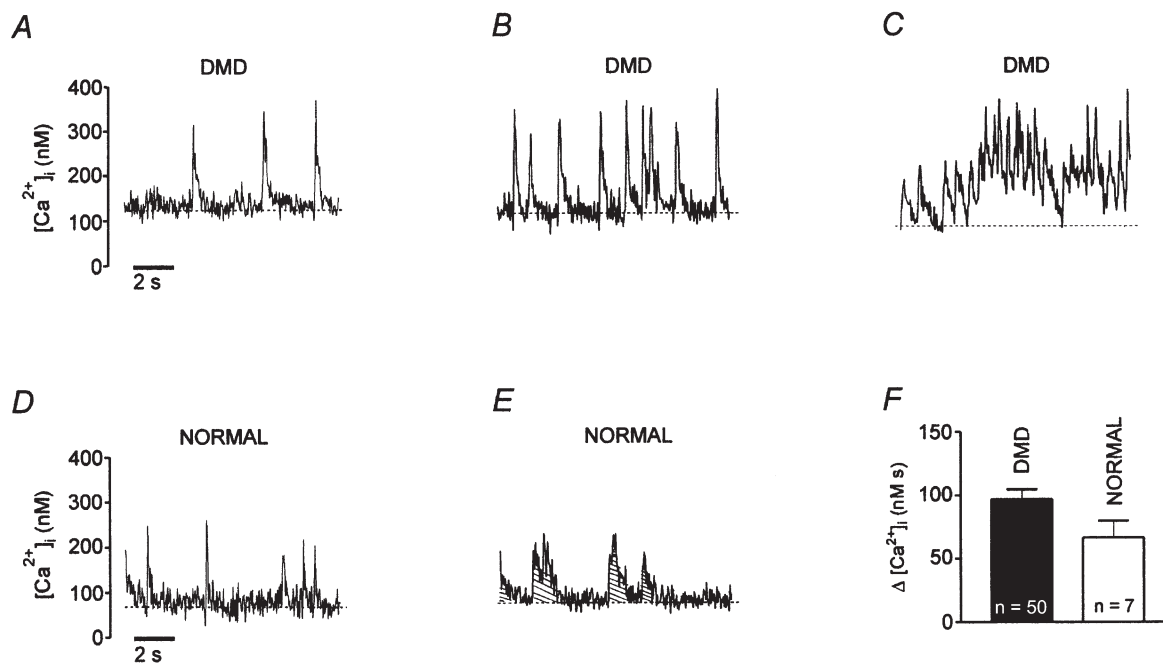 A
DMD
[Ca2+]i (nM)
400
300
200
100
0
2 s
B
DMD
C
DMD
D
NORMAL
[Ca2+]i (nM)
400
300
200
100
0
2 s
E
NORMAL
F
Δ [Ca2+]i (nM s)
150
100
50
0
DMD
NORMAL
n = 50
n = 7